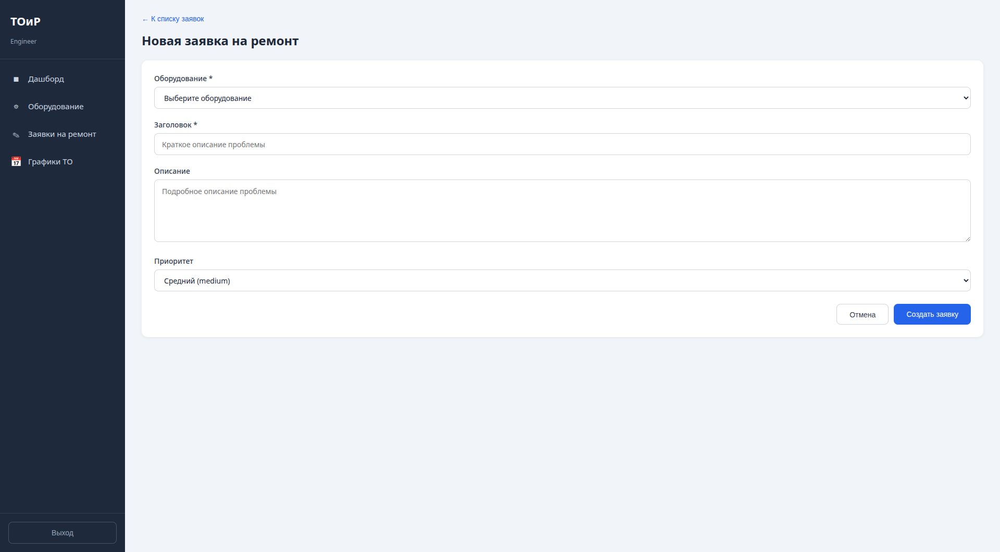 ТОиР
Engineer
Дашборд
Оборудование
Заявки на ремонт
17
Графики ТО
Выход
← К списку заявок
Новая заявка на ремонт
Оборудование *
Выберите оборудование
Заголовок *
Краткое описание проблемы
Описание
Подробное описание проблемы
Приоритет
Средний (medium)
Отмена
Создать заявку